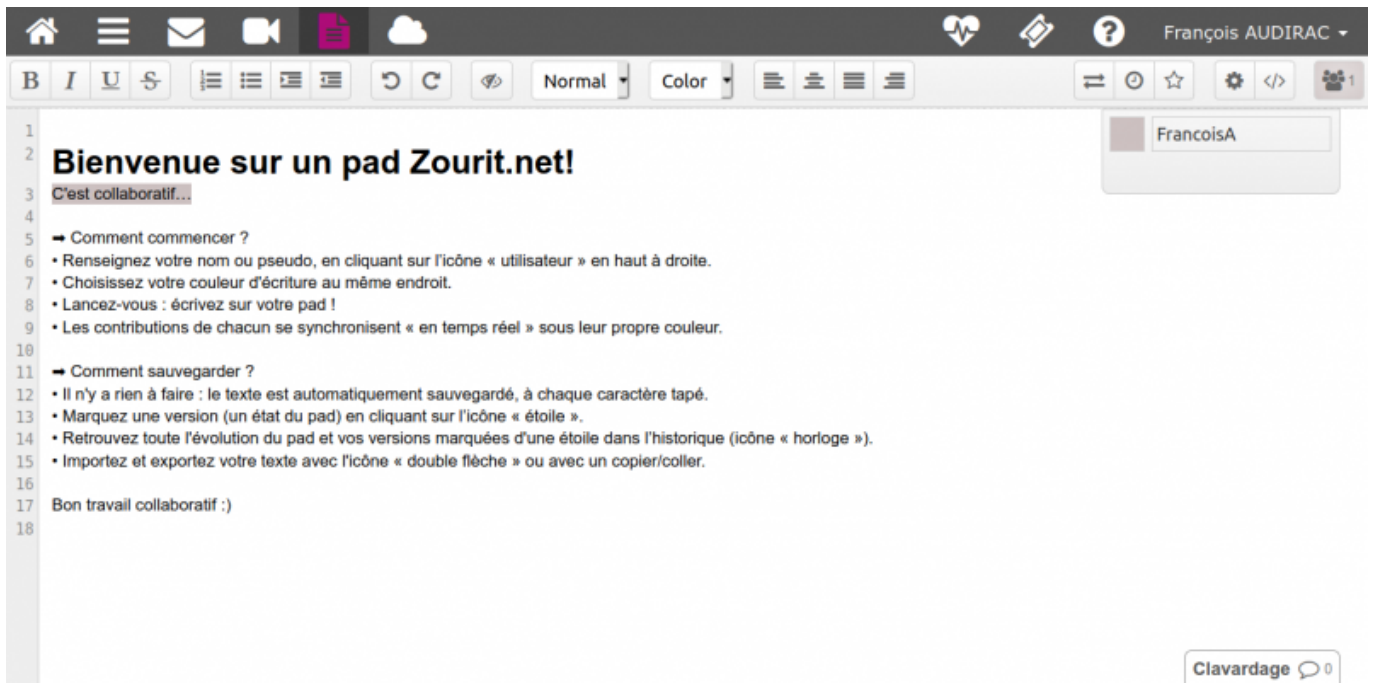 François AUDIRAC
B I U S Normal Color 1
FrancoisA
1
2 Bienvenue sur un pad Zourit.net!
3 C'est collaboratif…
4
5 ➡ Comment commencer ?
6 • Renseignez votre nom ou pseudo, en cliquant sur l'icône « utilisateur » en haut à droite.
7 • Choisissez votre couleur d'écriture au même endroit.
8 • Lancez-vous : écrivez sur votre pad !
9 • Les contributions de chacun se synchronisent « en temps réel » sous leur propre couleur.
10
11 ➡ Comment sauvegarder ?
12 • Il n'y a rien à faire : le texte est automatiquement sauvegardé, à chaque caractère tapé.
13 • Marquez une version (un état du pad) en cliquant sur l'icône « étoile ».
14 • Retrouvez toute l'évolution du pad et vos versions marquées d'une étoile dans l'historique (icône « horloge »).
15 • Importez et exportez votre texte avec l'icône « double flèche » ou avec un copier/coller.
16
17 Bon travail collaboratif :)
18
Clavardage 0